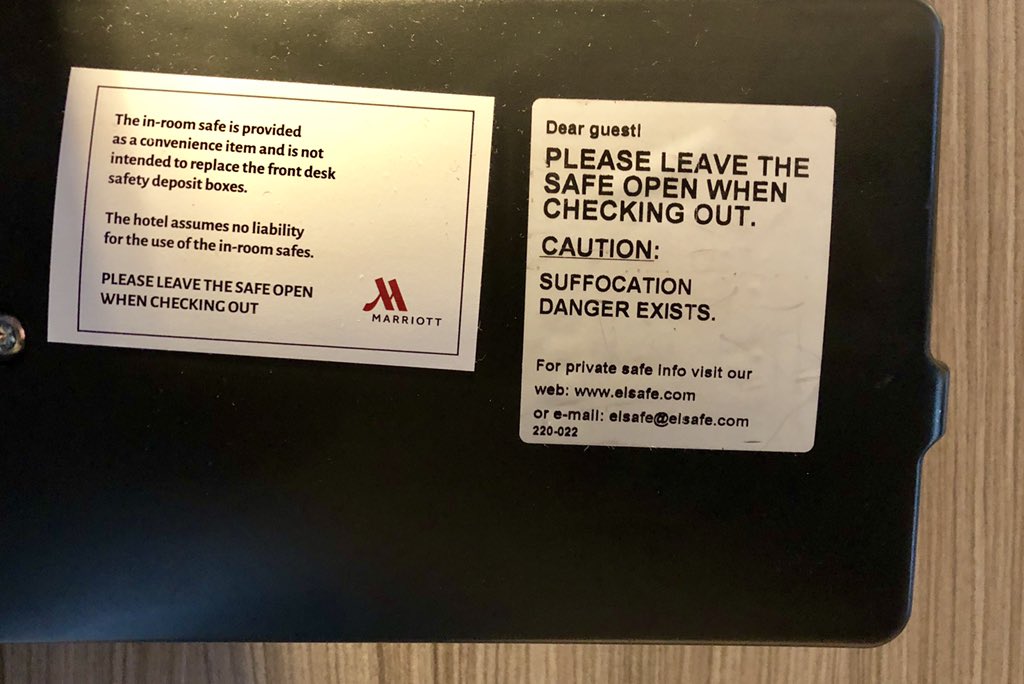 The in-room safe is provided
as a convenience item and is not
intended to replace the front desk
safety deposit boxes.
The hotel assumes no liability
for the use of the in-room safes.
PLEASE LEAVE THE SAFE OPEN
WHEN CHECKING OUT
MARRIOTT
Dear guest!
PLEASE LEAVE THE
SAFE OPEN WHEN
CHECKING OUT.
CAUTION:
SUFFOCATION
DANGER EXISTS.
For private safe info visit our
web: www.elsafe.com
or e-mail: elsafe@elsafe.com
220-022